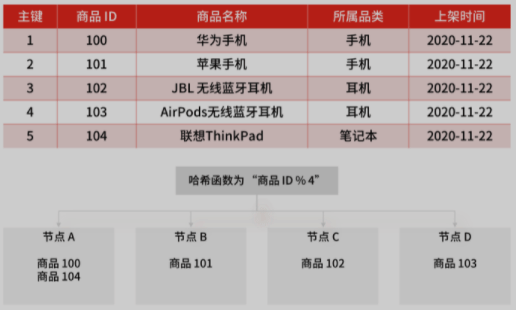 主键 商品 ID 商品名称 所属品类 上架时间
1 100 华为手机 手机 2020-11-22
2 101 苹果手机 手机 2020-11-22
3 102 JBL 无线蓝牙耳机 耳机 2020-11-22
4 103 AirPods无线蓝牙耳机 耳机 2020-11-22
5 104 联想ThinkPad 笔记本 2020-11-22
哈希函数为“商品 ID % 4”
节点 A 节点 B 节点 C 节点 D
商品 100 商品 101 商品 102 商品 103
商品 104